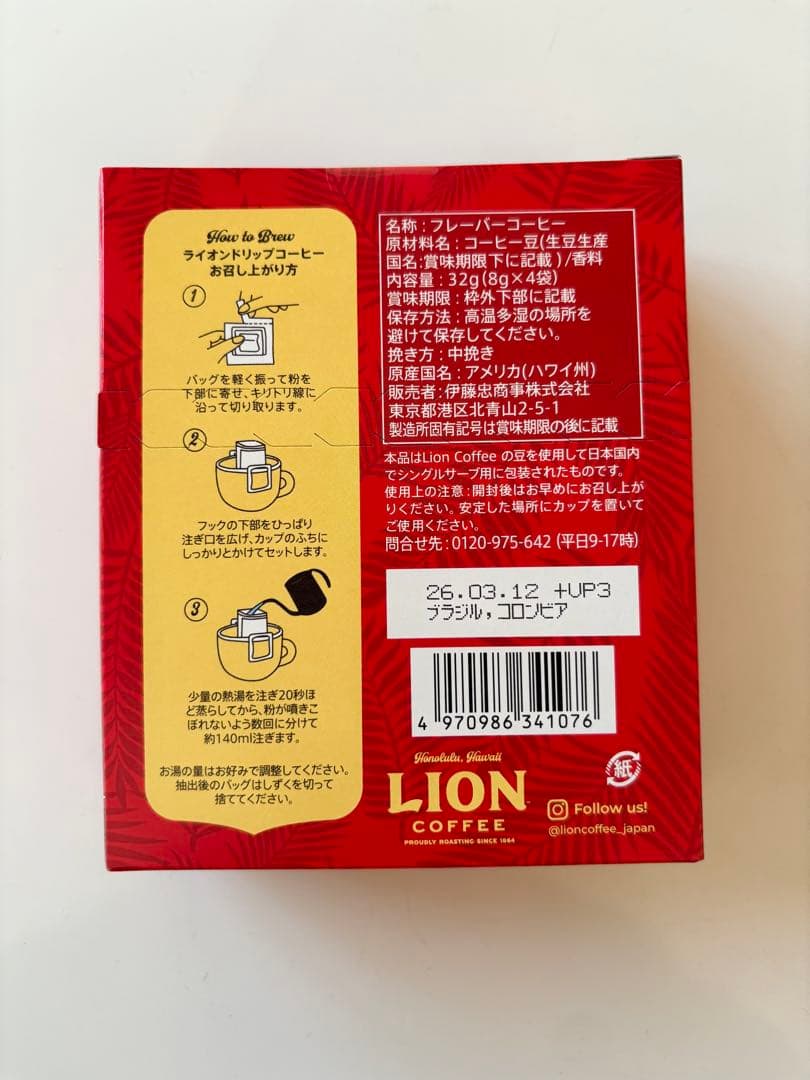 How to Brew
ライオンドリップコーヒー
お召し上がり方
1
バッグを軽く振って粉を
下部に寄せ、キリトリ線に
沿って切り取ります。
2
フックの下部をひっぱり
注ぎ口を広げ、カップのふちに
しっかりとかけてセットします。
3
少量の熱湯を注ぎ20秒ほ
ど蒸らしてから、粉が噴きこ
ぼれないよう数回に分けて
約140ml注ぎます。
お湯の量はお好みで調整してください。
抽出後のバッグはしずくを切って
捨ててください。
名称：フレーバーコーヒー
原材料名：コーヒー豆(生豆生産
国名:賞味期限下に記載)/香料
内容量：32g(8g×4袋)
賞味期限：枠外下部に記載
保存方法：高温多湿の場所を
避けて保存してください。
挽き方：中挽き
原産国名：アメリカ(ハワイ州)
販売者：伊藤忠商事株式会社
東京都港区北青山2-5-1
製造所固有記号は賞味期限の後に記載
本品はLion Coffee の豆を使用して日本国内
でシングルサーブ用に包装されたものです。
使用上の注意：開封後はお早めにお召し上が
りください。安定した場所にカップを置いて
ご使用ください。
問合せ先：0120-975-642（平日9-17時）
26.03.12 +UP3
ブラジル，コロンビア
4 970986 341076
Honolulu, Hawaii
LION
COFFEE
PROUDLY ROASTING SINCE 1864
紙
Follow us!
@lioncoffee_japan